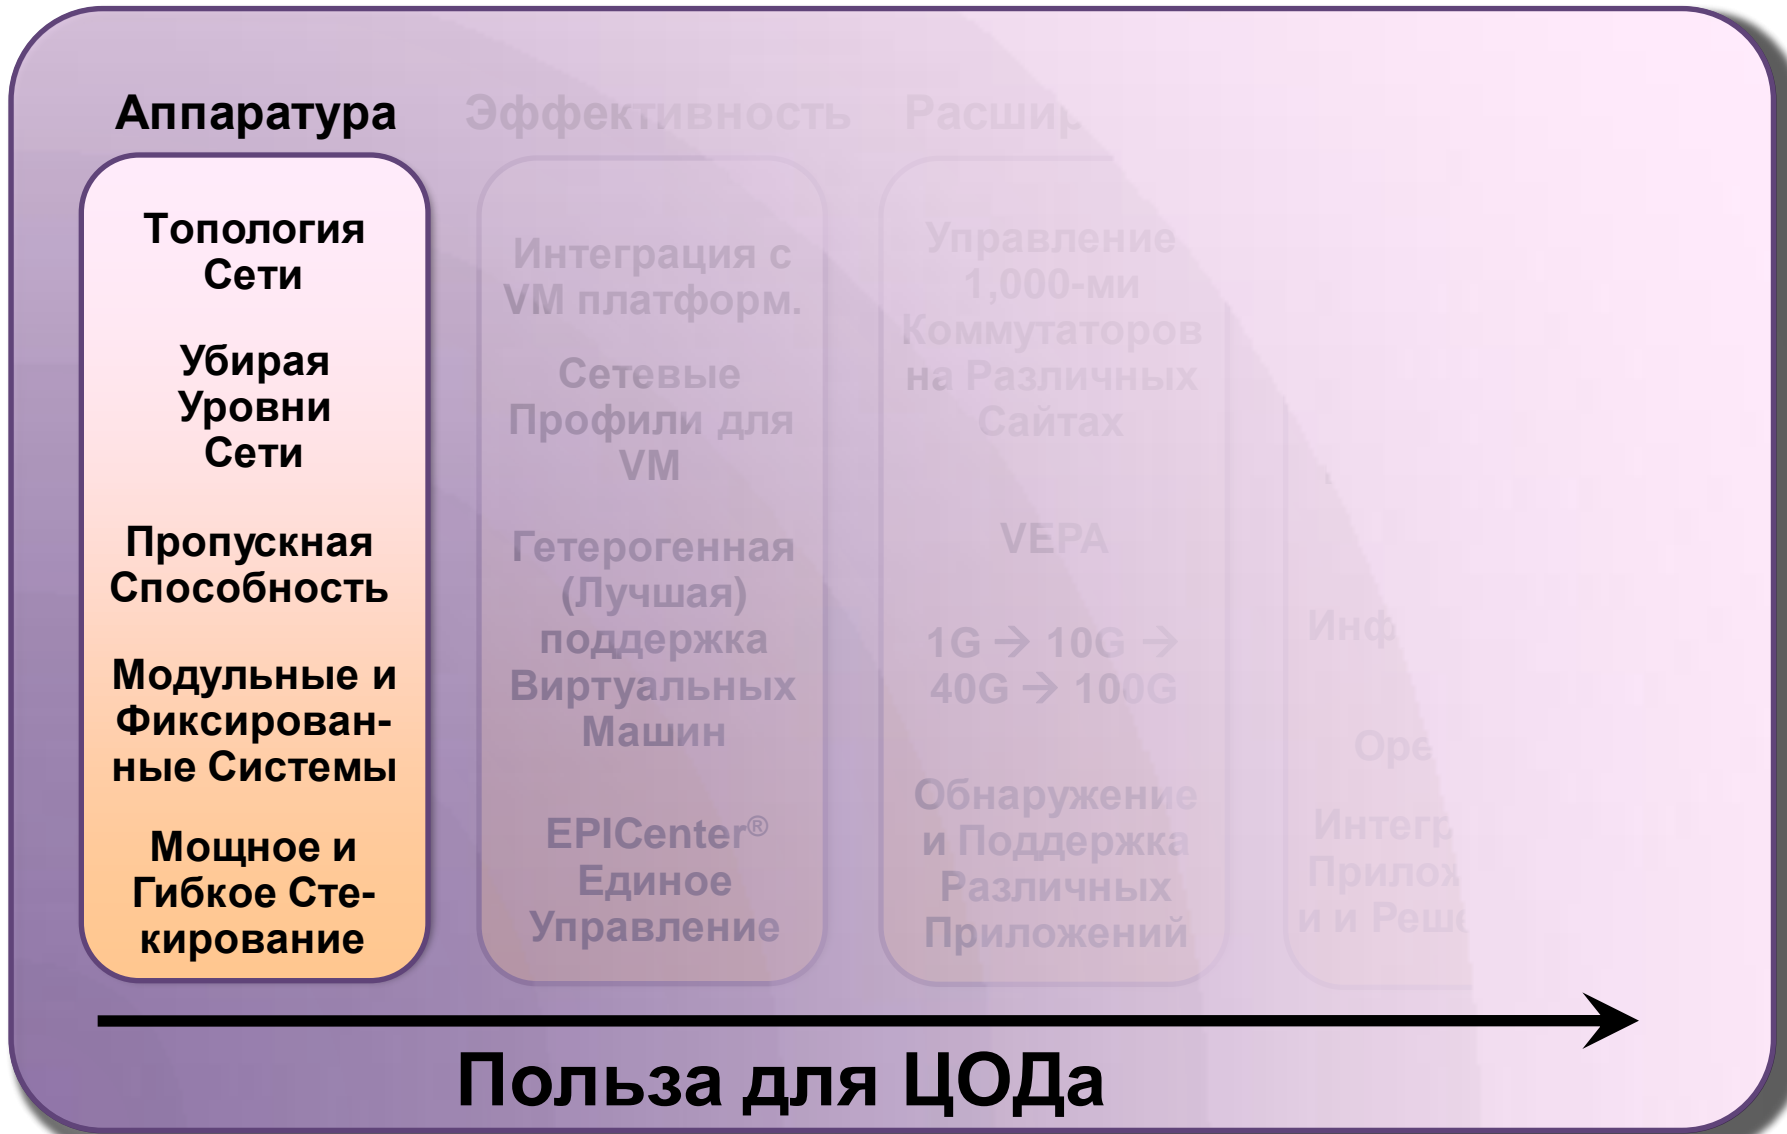 Аппаратура
Топология
Сети
Убирая
Уровни
Сети
Пропускная
Способность
Модульные и
Фиксирован-
ные Системы
Мощное и
Гибкое Сте-
кирование
Эффективность
Интеграция с
VM платформ.
Сетевые
Профили для
VM
Гетерогенная
(Лучшая)
поддержка
Виртуальных
Машин
EPICenter®
Единое
Управление
Управление
1,000-ми
Коммутаторов
на Различных
Сайтах
VEPA
1G → 10G →
40G → 100G
Обнаружение
и Поддержка
Различных
Приложений
Польза для ЦОДа